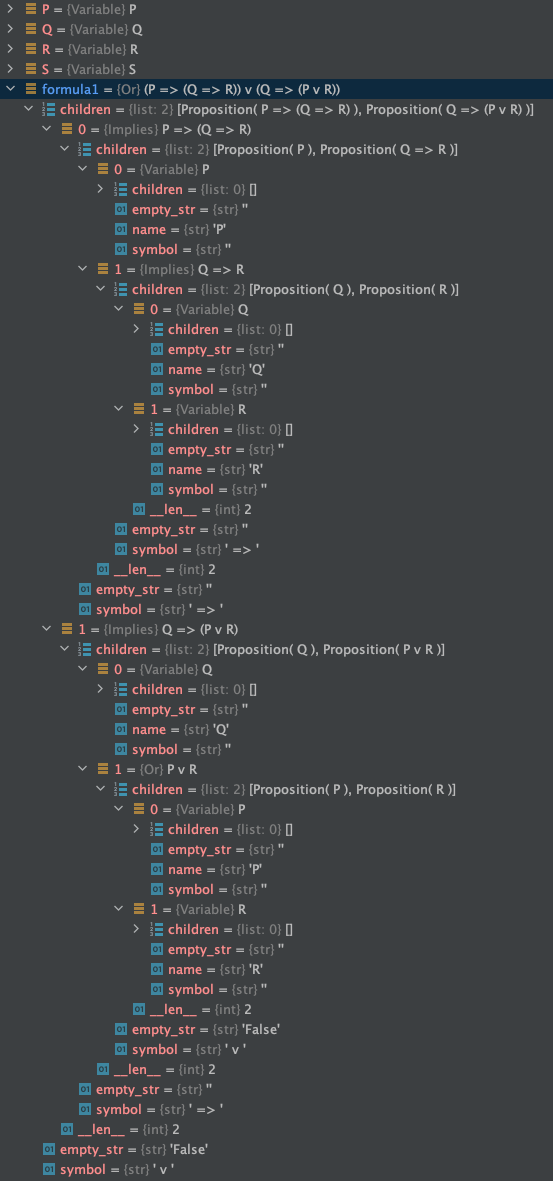 P = {Variable} P
Q = {Variable} Q
R = {Variable} R
S = {Variable} S
formula1 = {Or} (P => (Q => R)) v (Q => (P v R))
children = {list: 2} [Proposition( P => (Q => R) ), Proposition( Q => (P v R) )]
0 = {Implies} P => (Q => R)
children = {list: 2} [Proposition( P ), Proposition( Q => R )]
0 = {Variable} P
children = {list: 0} []
empty_str = {str} ''
name = {str} 'P'
symbol = {str} ''
1 = {Implies} Q => R
children = {list: 2} [Proposition( Q ), Proposition( R )]
0 = {Variable} Q
children = {list: 0} []
empty_str = {str} ''
name = {str} 'Q'
symbol = {str} ''
1 = {Variable} R
children = {list: 0} []
empty_str = {str} ''
name = {str} 'R'
symbol = {str} ''
__len__ = {int} 2
empty_str = {str} ''
symbol = {str} ' => '
__len__ = {int} 2
empty_str = {str} ''
symbol = {str} ' => '
1 = {Implies} Q => (P v R)
children = {list: 2} [Proposition( Q ), Proposition( P v R )]
0 = {Variable} Q
children = {list: 0} []
empty_str = {str} ''
name = {str} 'Q'
symbol = {str} ''
1 = {Or} P v R
children = {list: 2} [Proposition( P ), Proposition( R )]
0 = {Variable} P
children = {list: 0} []
empty_str = {str} ''
name = {str} 'P'
symbol = {str} ''
1 = {Variable} R
children = {list: 0} []
empty_str = {str} ''
name = {str} 'R'
symbol = {str} ''
__len__ = {int} 2
empty_str = {str} 'False'
symbol = {str} ' v '
__len__ = {int} 2
empty_str = {str} ''
symbol = {str} ' => '
__len__ = {int} 2
empty_str = {str} 'False'
symbol = {str} ' v '